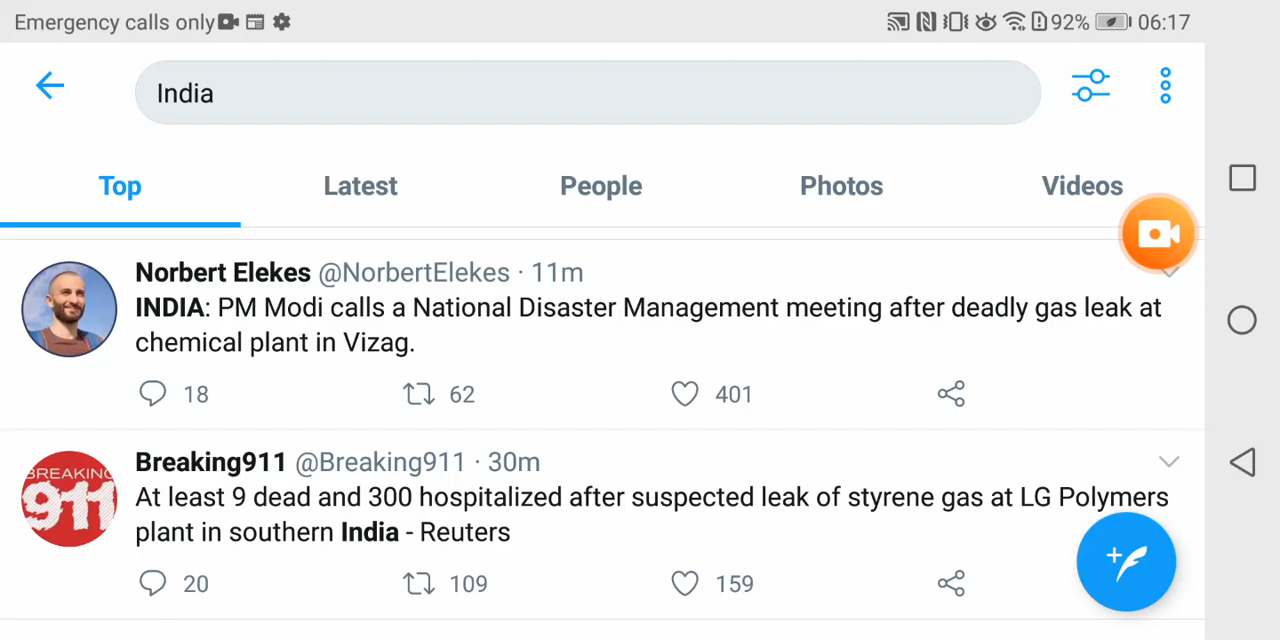 Emergency calls only 92% 06:17
India
Top Latest People Photos Videos
Norbert Elekes @NorbertElekes · 11m
INDIA: PM Modi calls a National Disaster Management meeting after deadly gas leak at
chemical plant in Vizag.
18 62 401
BREAKING
911
Breaking911 @Breaking911 · 30m
At least 9 dead and 300 hospitalized after suspected leak of styrene gas at LG Polymers
plant in southern India - Reuters
20 109 159